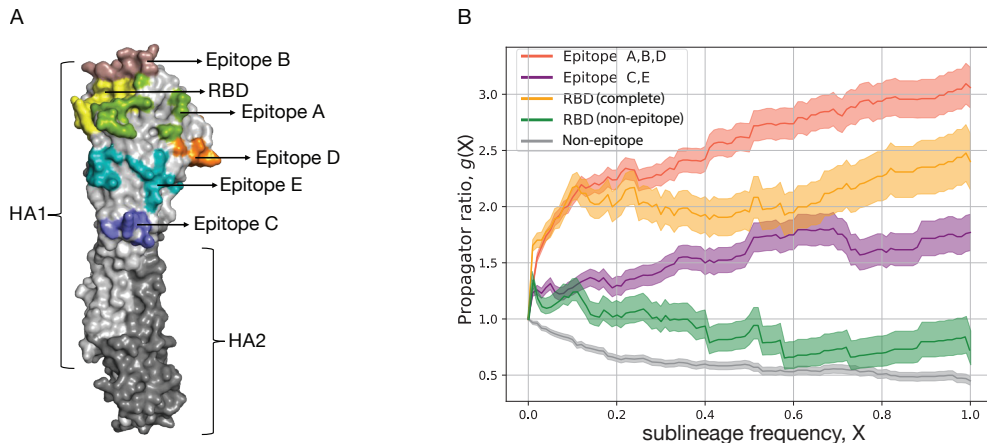 A
Epitope B
RBD
Epitope A
Epitope D
Epitope E
HA1
Epitope C
HA2
B
Epitope A,B,D
Epitope C,E
RBD (complete)
RBD (non-epitope)
Non-epitope
Propagator ratio, g(X)
3.0
2.5
2.0
1.5
1.0
0.5
0.0 0.2 0.4 0.6 0.8 1.0
sublineage frequency, X